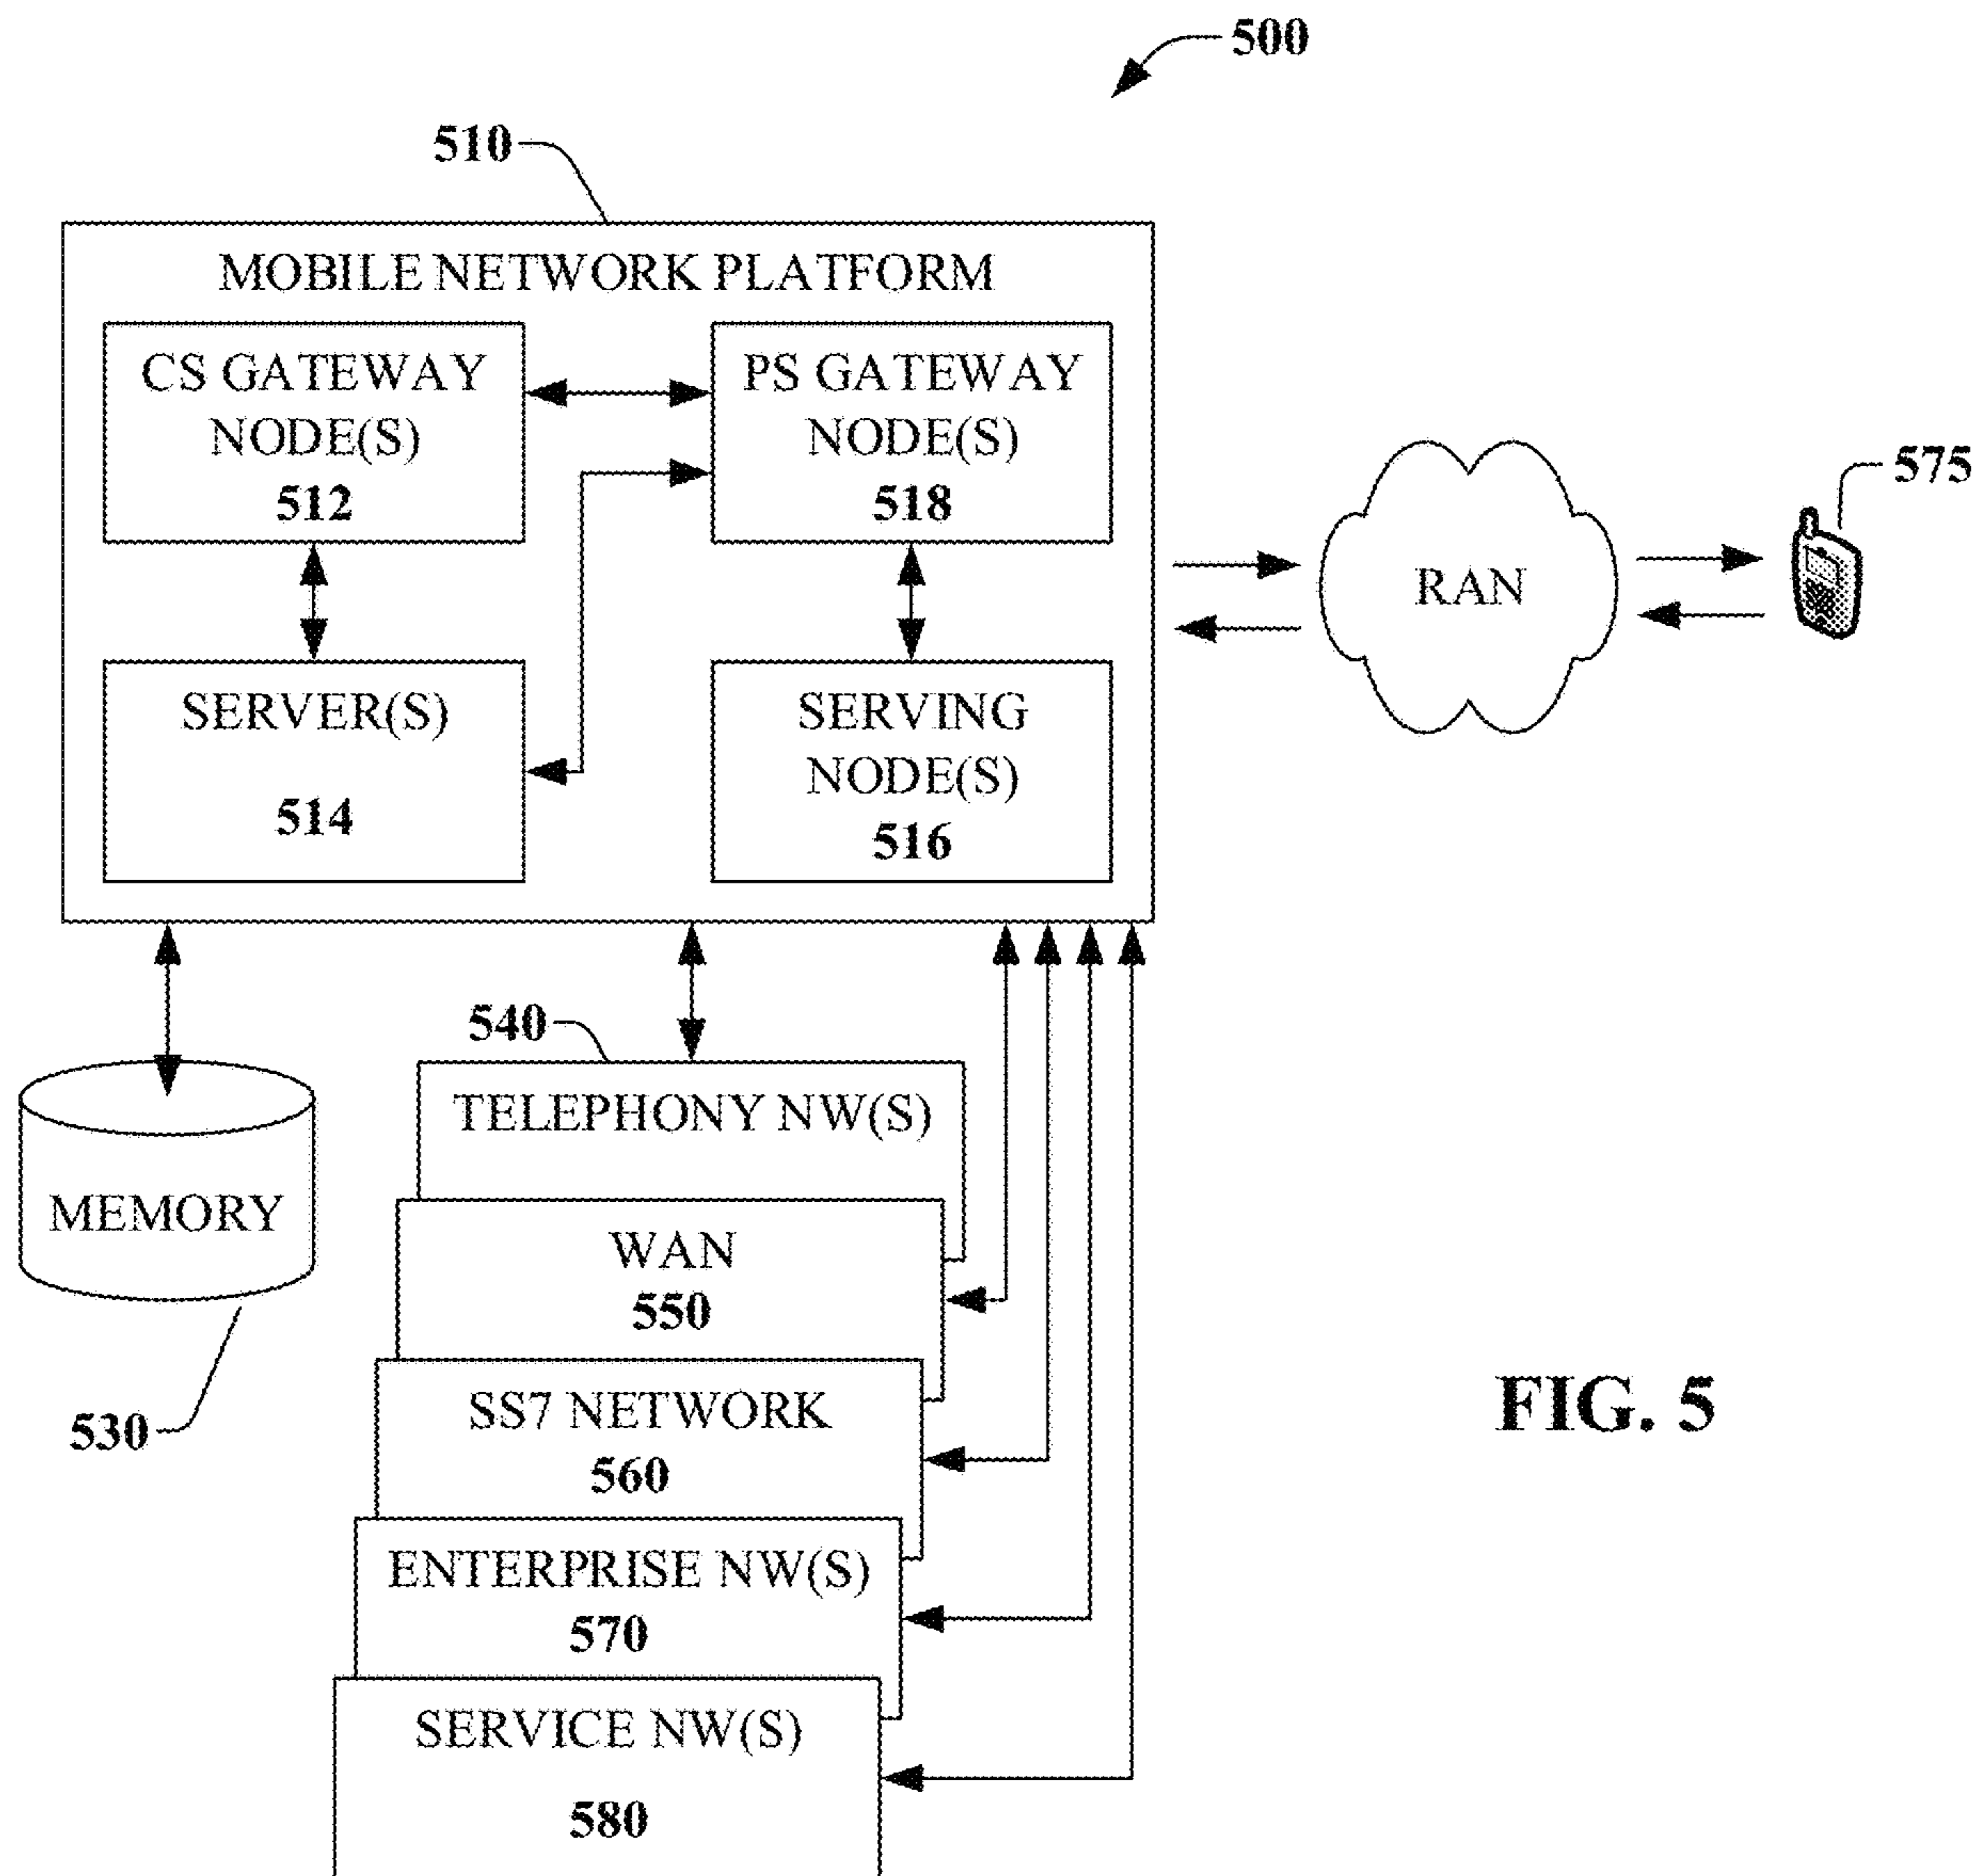 500
510
MOBILE NETWORK PLATFORM
CS GATEWAY
NODE(S)
512
PS GATEWAY
NODE(S)
518
SERVER(S)
514
SERVING
NODE(S)
516
RAN
575
540
TELEPHONY NW(S)
MEMORY
530
WAN
550
SS7 NETWORK
560
ENTERPRISE NW(S)
570
SERVICE NW(S)
580
FIG. 5